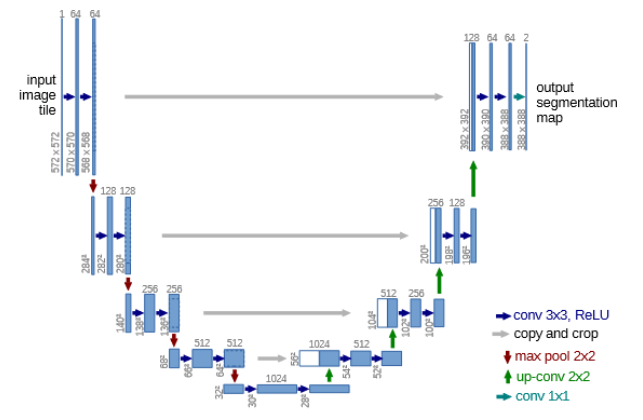 1 64 64
128 64 64 2
input
image
tile
output
segmentation
map
572 x 572
570 x 570
568 x 568
392 x 392
390 x 390
388 x 388
388 x 388
128 128
256 128
284²
282²
280²
200²
198²
196²
256 256
512 256
140²
138²
136²
104²
102²
100²
512 512
1024 512
68²
66²
64²
56²
54²
52²
1024
32²
30²
28²
conv 3x3, ReLU
copy and crop
max pool 2x2
up-conv 2x2
conv 1x1